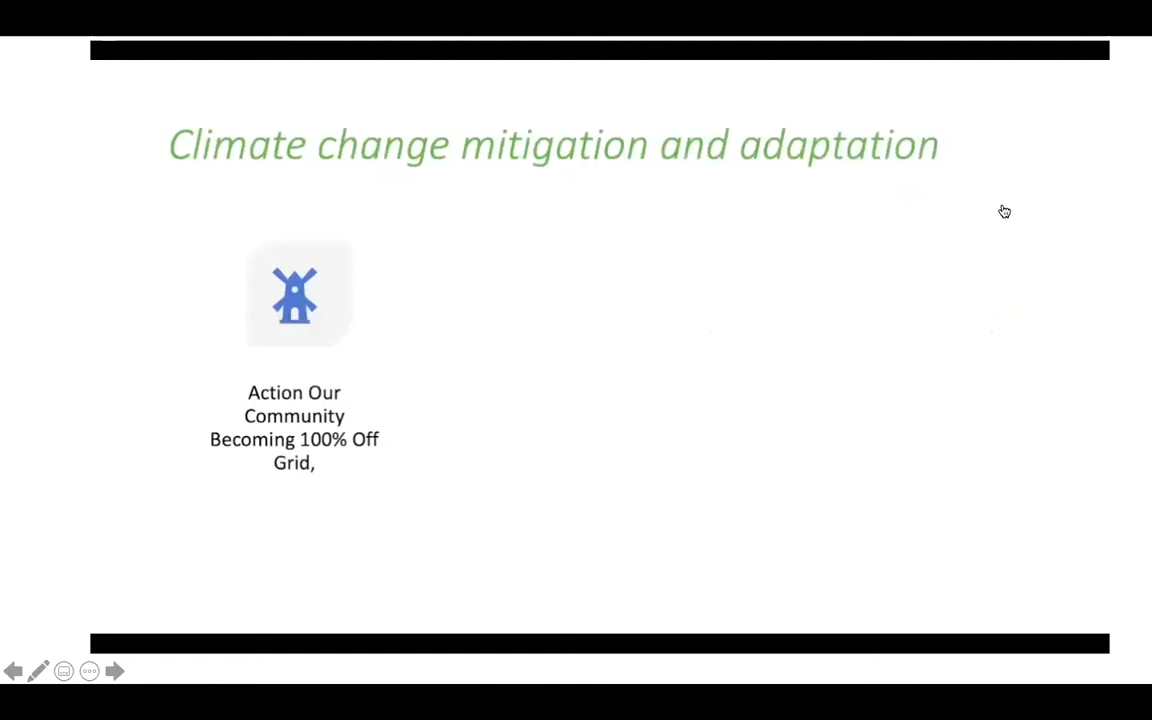 Climate change mitigation and adaptation
Action Our
Community
Becoming 100% Off
Grid,